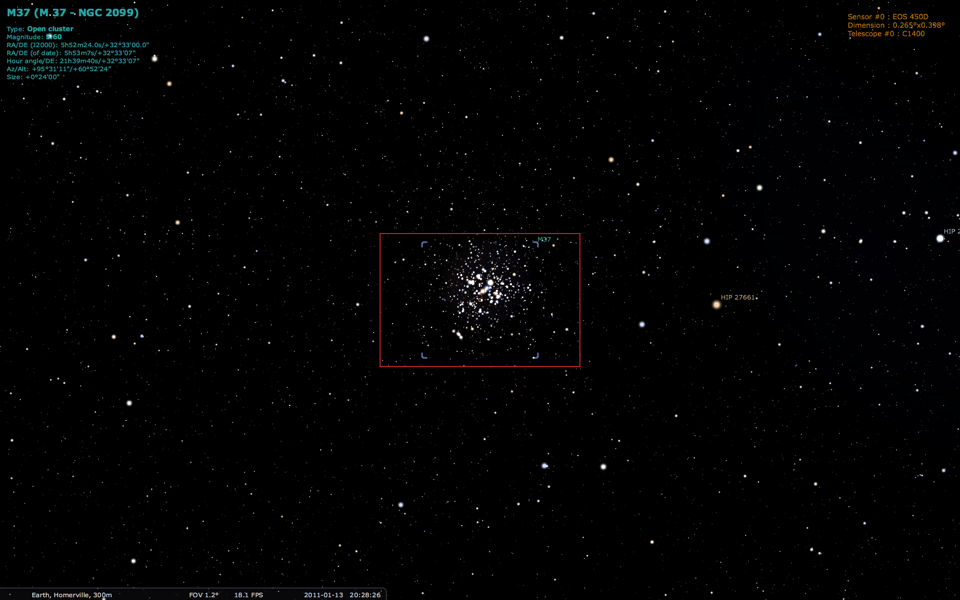 M37 (M.37 - NGC 2099)
Type: Open cluster
Magnitude:
RA/DE (J2000): 5h52m24.0s/+32°33'00.0"
RA/DE (of date): 5h53m7s/+32°33'07"
Hour angle/DE: 21h39m40s/+32°33'07"
Az/Alt: +95°31'11"/+60°52'24"
Size: +0°24'00"
Sensor #0 : EOS 450D
Dimension : 0.265°x0.398°
Telescope #0 : C1400
M37
HIP 2
HIP 27661
Earth, Homerville, 300m FOV 1.2° 18.1 FPS 2011-01-13 20:28:26